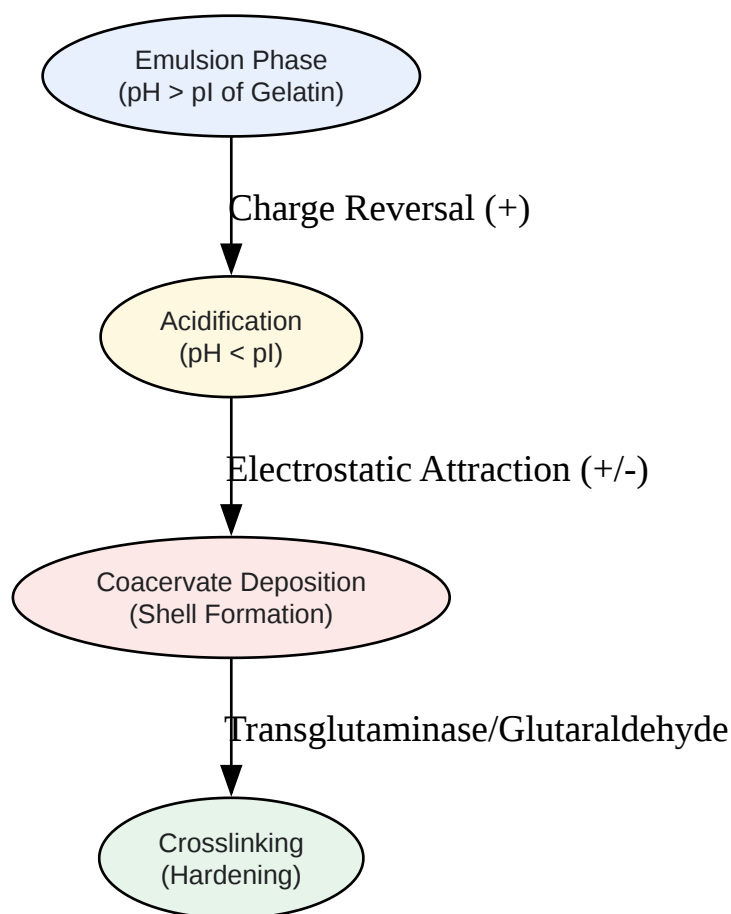 Emulsion Phase
(pH > pI of Gelatin)
Charge Reversal (+)
Acidification
(pH < pI)
Electrostatic Attraction (+/-)
Coacervate Deposition
(Shell Formation)
Transglutaminase/Glutaraldehyde
Crosslinking
(Hardening)